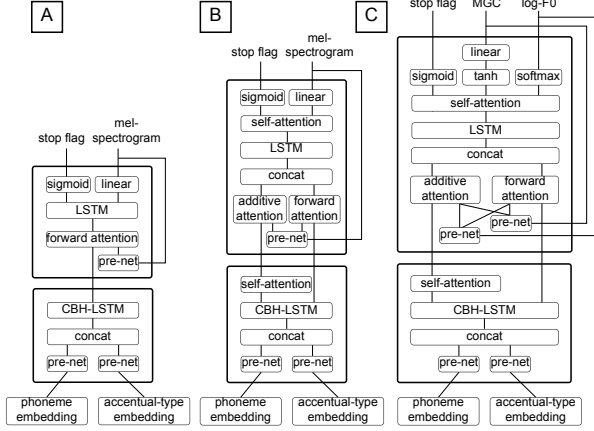 A
mel-
stop flag spectrogram
sigmoid linear
LSTM
forward attention
pre-net
CBH-LSTM
concat
pre-net pre-net
phoneme embedding
accentual-type embedding
B
mel-
stop flag spectrogram
sigmoid linear
self-attention
LSTM
concat
additive attention
forward attention
pre-net
self-attention
CBH-LSTM
concat
pre-net pre-net
phoneme embedding
accentual-type embedding
C
stop flag MGC log-F0
linear
sigmoid tanh softmax
self-attention
LSTM
concat
additive attention
forward attention
pre-net
pre-net
self-attention
CBH-LSTM
concat
pre-net pre-net
phoneme embedding
accentual-type embedding